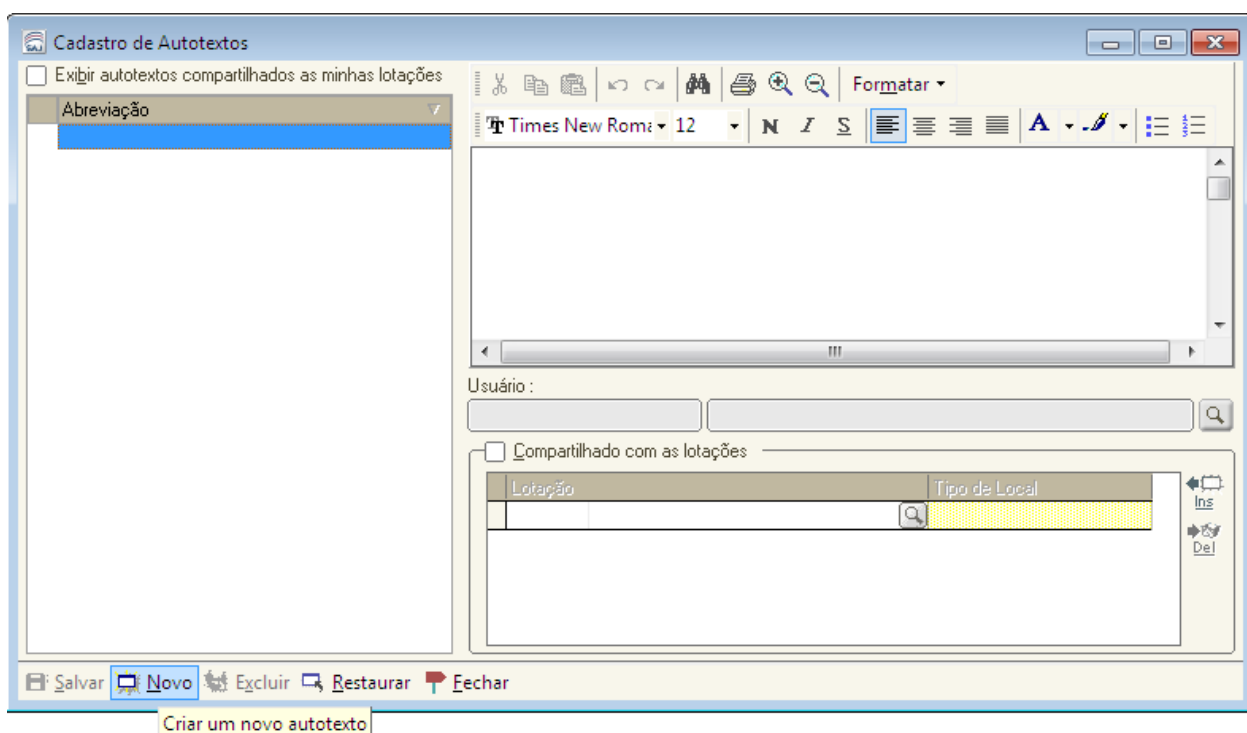 Cadastro de Autotextos
Exibir autotextos compartilhados as minhas lotações
Formatar
Abreviação
Times New Roma 12 N I S A
Usuário :
Compartilhado com as lotações
Lotação Tipo de Local
Ins
Del
Salvar Novo Excluir Restaurar Fechar
Criar um novo autotexto